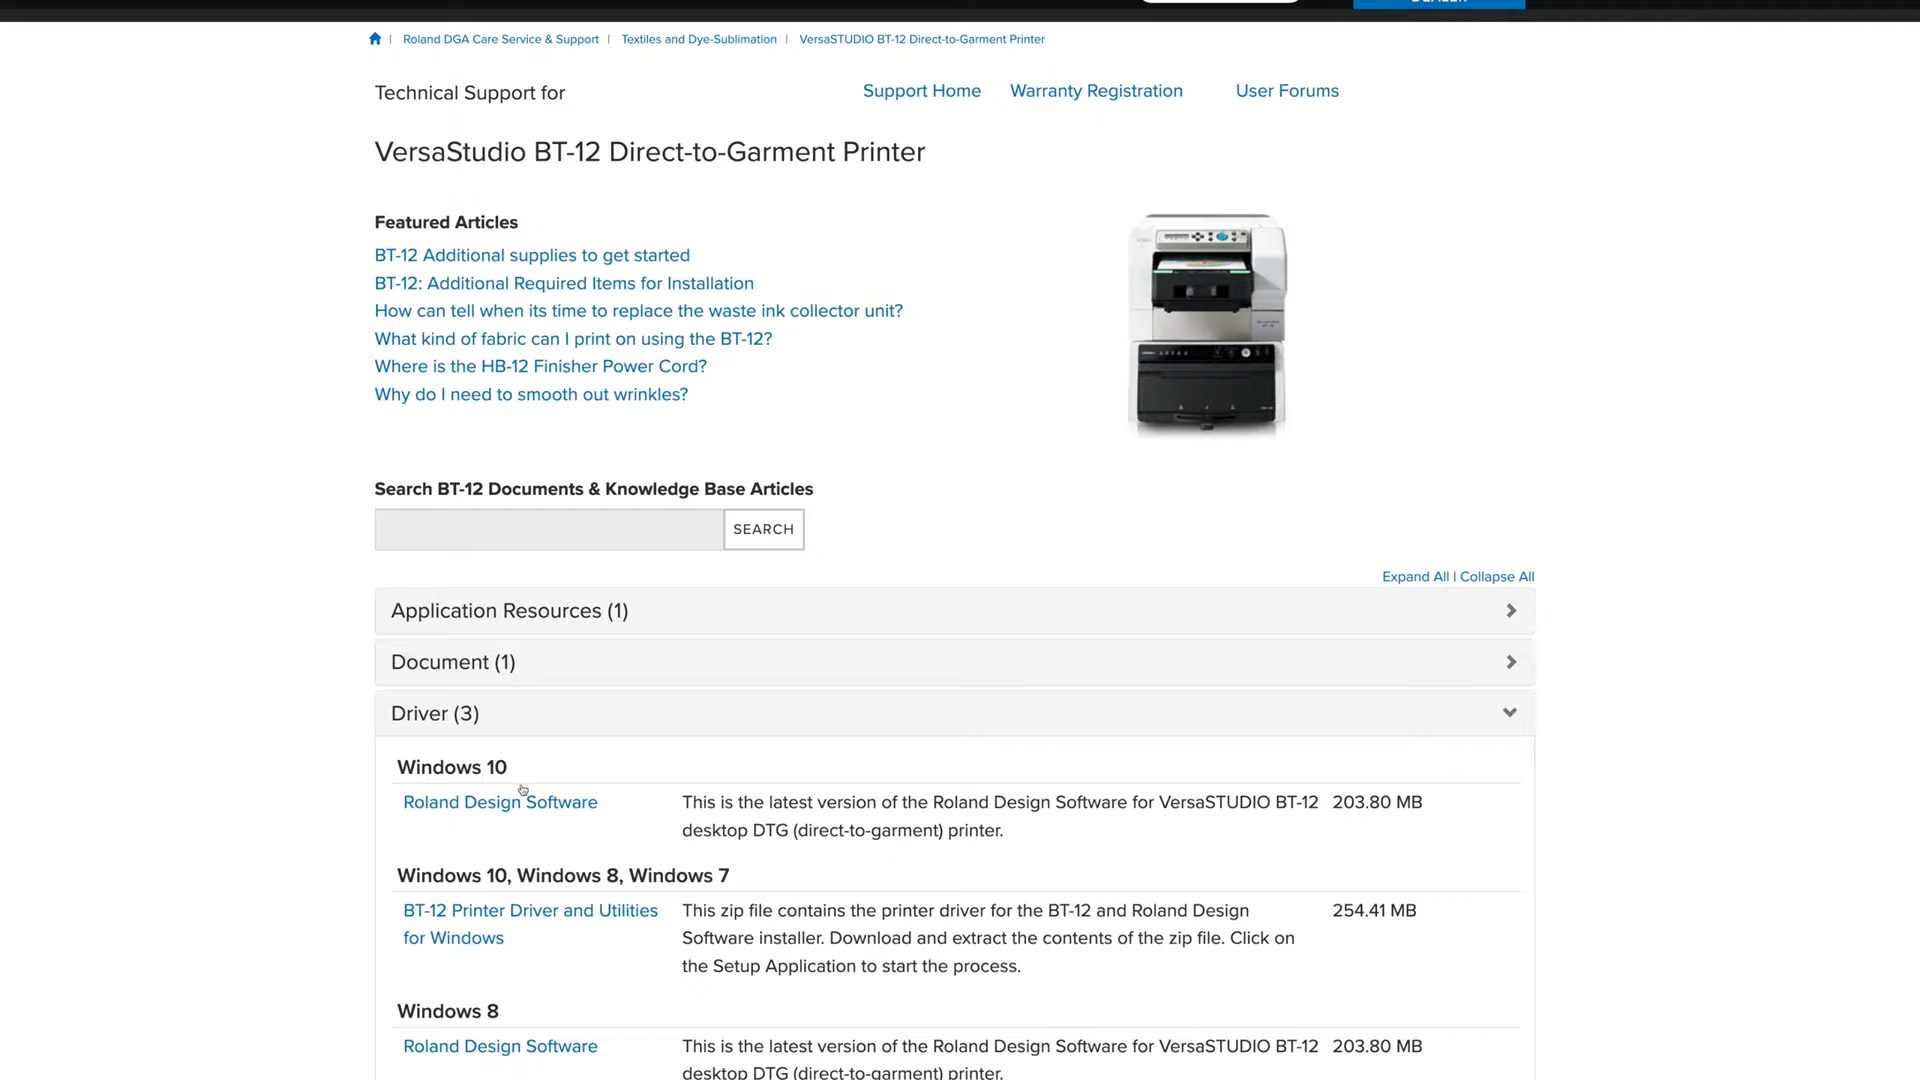 Roland DGA Care Service & Support | Textiles and Dye-Sublimation | VersaSTUDIO BT-12 Direct-to-Garment Printer
Technical Support for
Support Home Warranty Registration User Forums
VersaStudio BT-12 Direct-to-Garment Printer
Featured Articles
BT-12 Additional supplies to get started
BT-12: Additional Required Items for Installation
How can tell when its time to replace the waste ink collector unit?
What kind of fabric can I print on using the BT-12?
Where is the HB-12 Finisher Power Cord?
Why do I need to smooth out wrinkles?
Search BT-12 Documents & Knowledge Base Articles
SEARCH
Expand All | Collapse All
Application Resources (1)
Document (1)
Driver (3)
Windows 10
Roland Design Software This is the latest version of the Roland Design Software for VersaSTUDIO BT-12 203.80 MB
desktop DTG (direct-to-garment) printer.
Windows 10, Windows 8, Windows 7
BT-12 Printer Driver and Utilities This zip file contains the printer driver for the BT-12 and Roland Design 254.41 MB
for Windows Software installer. Download and extract the contents of the zip file. Click on
the Setup Application to start the process.
Windows 8
Roland Design Software This is the latest version of the Roland Design Software for VersaSTUDIO BT-12 203.80 MB
desktop DTG (direct-to-garment) printer.